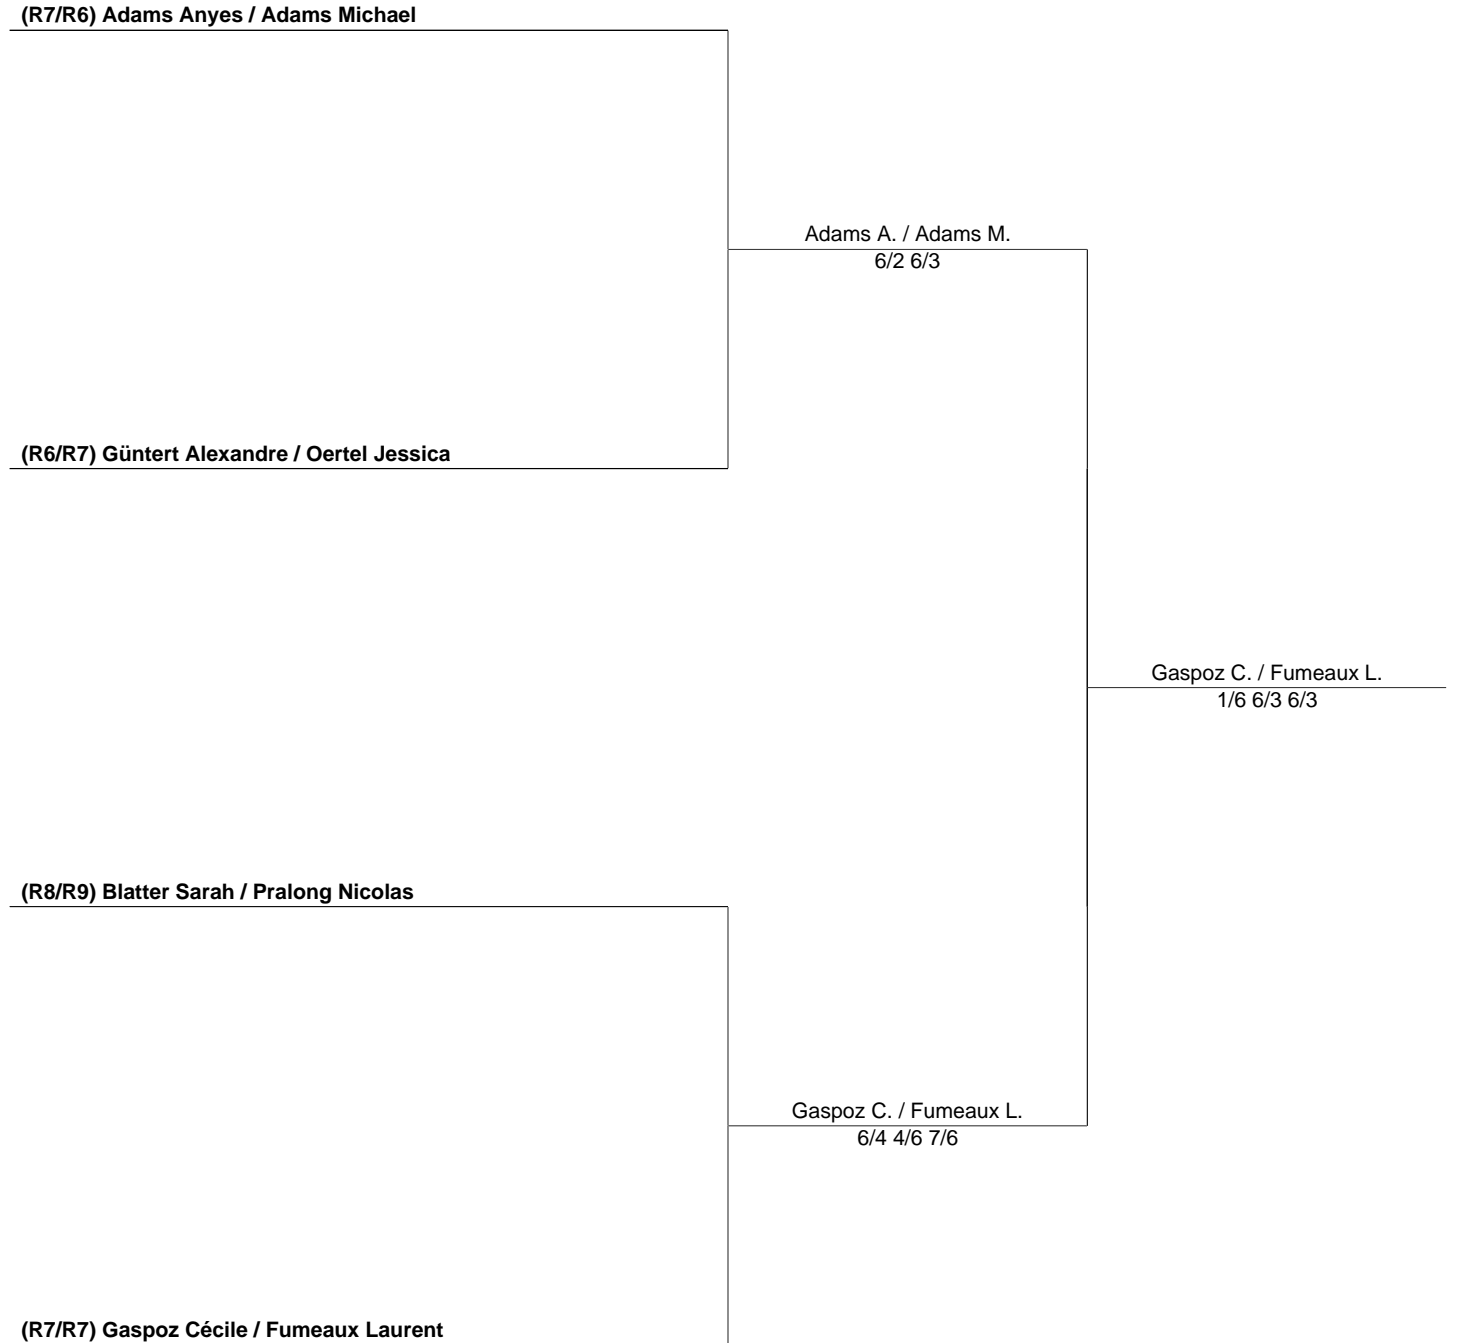 (R7/R6) Adams Anyes / Adams Michael
Adams A. / Adams M.
6/2 6/3
(R6/R7) Güntert Alexandre / Oertel Jessica
Gaspoz C. / Fumeaux L.
1/6 6/3 6/3
(R8/R9) Blatter Sarah / Pralong Nicolas
Gaspoz C. / Fumeaux L.
6/4 4/6 7/6
(R7/R7) Gaspoz Cécile / Fumeaux Laurent